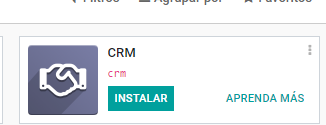 Filtros Agrupar por Favoritos
CRM
crm
INSTALAR APRENDA MÁS